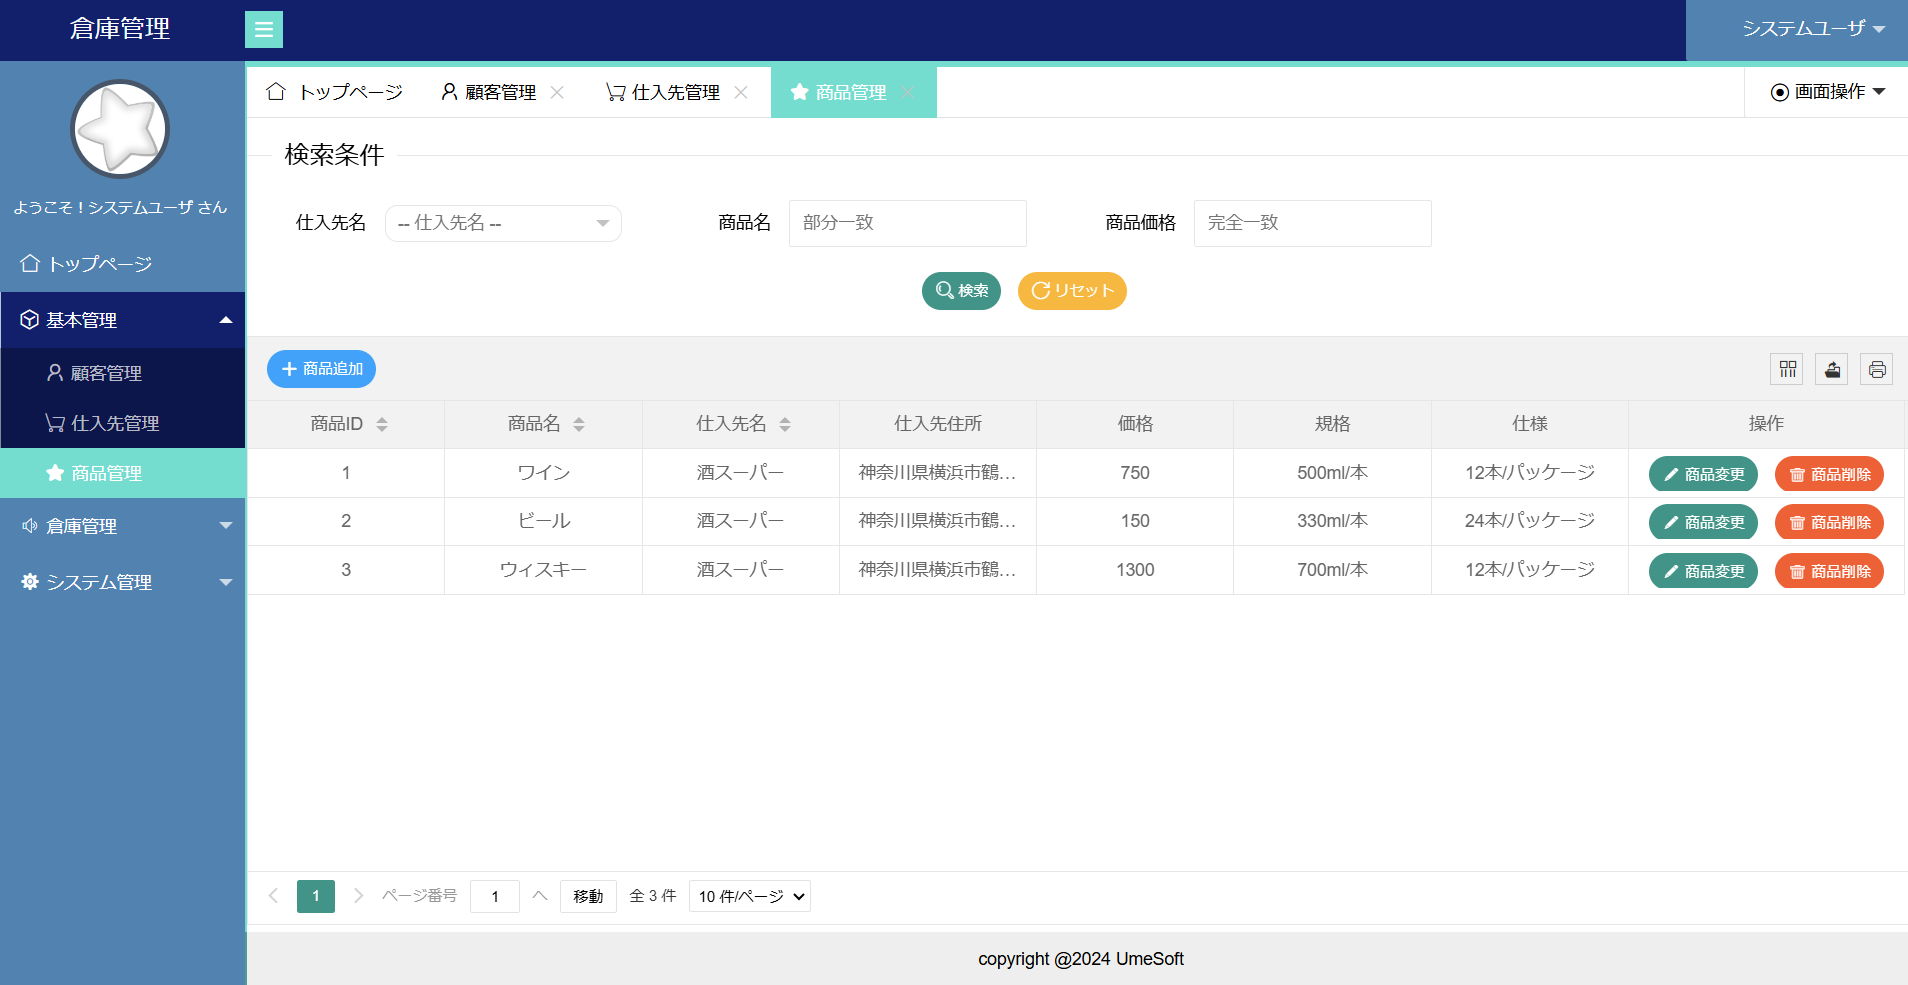 倉庫管理
システムユーザ
ようこそ！システムユーザ さん
トップページ
基本管理
顧客管理
仕入先管理
商品管理
倉庫管理
システム管理
トップページ 顧客管理 仕入先管理 商品管理 画面操作
検索条件
仕入先名 -- 仕入先名 -- 商品名 部分一致 商品価格 完全一致
検索 リセット
商品追加
商品ID 商品名 仕入先名 仕入先住所 価格 規格 仕様 操作
1 ワイン 酒スーパー 神奈川県横浜市鶴... 750 500ml/本 12本/パッケージ 商品変更 商品削除
2 ビール 酒スーパー 神奈川県横浜市鶴... 150 330ml/本 24本/パッケージ 商品変更 商品削除
3 ウィスキー 酒スーパー 神奈川県横浜市鶴... 1300 700ml/本 12本/パッケージ 商品変更 商品削除
1 ページ番号 1 へ 移動 全 3 件 10 件/ページ
copyright @2024 UmeSoft